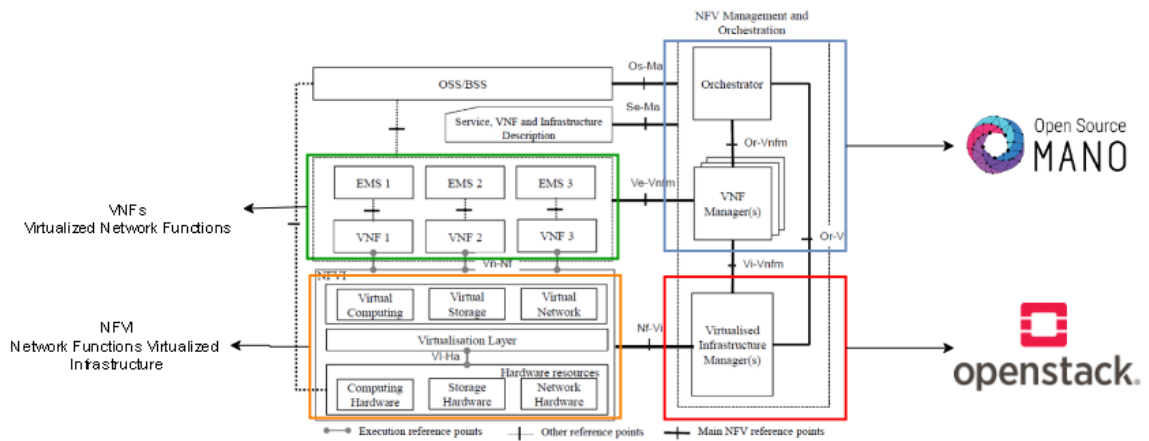 NFV Management and
Orchestration
Os-Ma
OSS/BSS
Orchestrator
Se-Ma
Service, VNF and Infrastructure
Description
Or-Vnfm
Open Source
MANO
EMS 1
EMS 2
EMS 3
Ve-Vnfm
VNF
Manager(s)
VNFs
Virtualized Network Functions
VNF 1
VNF 2
VNF 3
Or-V
Vn-Nf
Vi-Vnfm
NFVI
Virtual
Computing
Virtual
Storage
Virtual
Network
NFVI
Network Functions Virtualized
Infrastructure
Virtualisation Layer
Nf-Vi
Virtualised
Infrastructure
Manager(s)
Vl-Ha
Hardware resources
Computing
Hardware
Storage
Hardware
Network
Hardware
openstack.
Execution reference points
Other reference points
Main NFV reference points